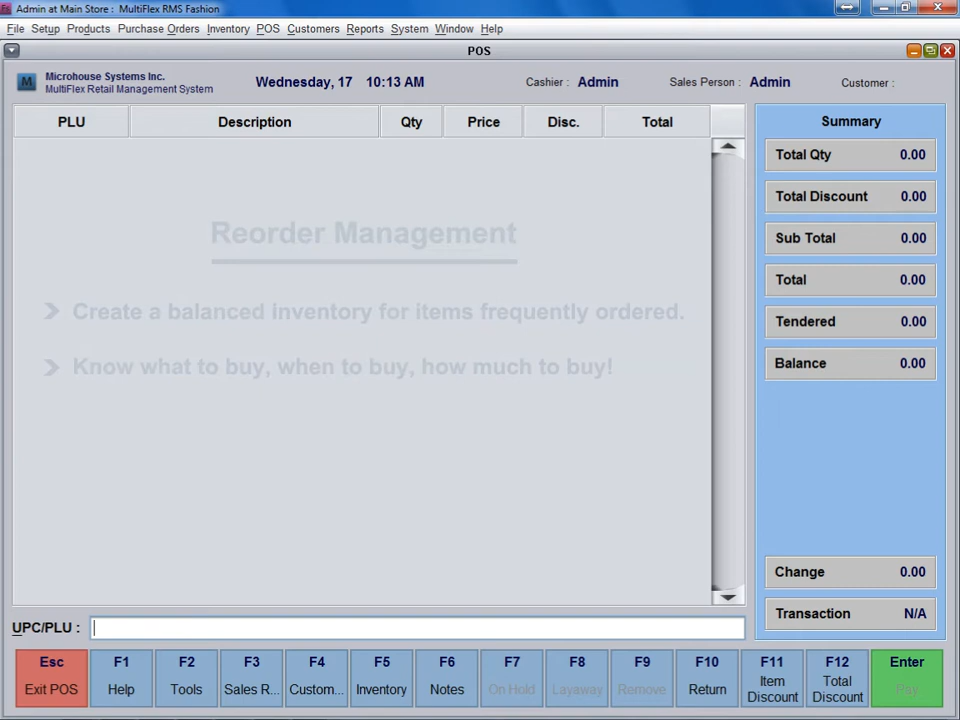 Admin at Main Store : MultiFlex RMS Fashion
File Setup Products Purchase Orders Inventory POS Customers Reports System Window Help
POS
Microhouse Systems Inc.
MultiFlex Retail Management System
Wednesday, 17 10:13 AM
Cashier : Admin
Sales Person : Admin
Customer :
PLU Description Qty Price Disc. Total
Reorder Management
Create a balanced inventory for items frequently ordered.
Know what to buy, when to buy, how much to buy!
Summary
Total Qty 0.00
Total Discount 0.00
Sub Total 0.00
Total 0.00
Tendered 0.00
Balance 0.00
Change 0.00
Transaction N/A
UPC/PLU :
Esc F1 F2 F3 F4 F5 F6 F7 F8 F9 F10 F11 F12 Enter
Exit POS Help Tools Sales R... Custom... Inventory Notes On Hold Layaway Remove Return Item Discount Total Discount Pay